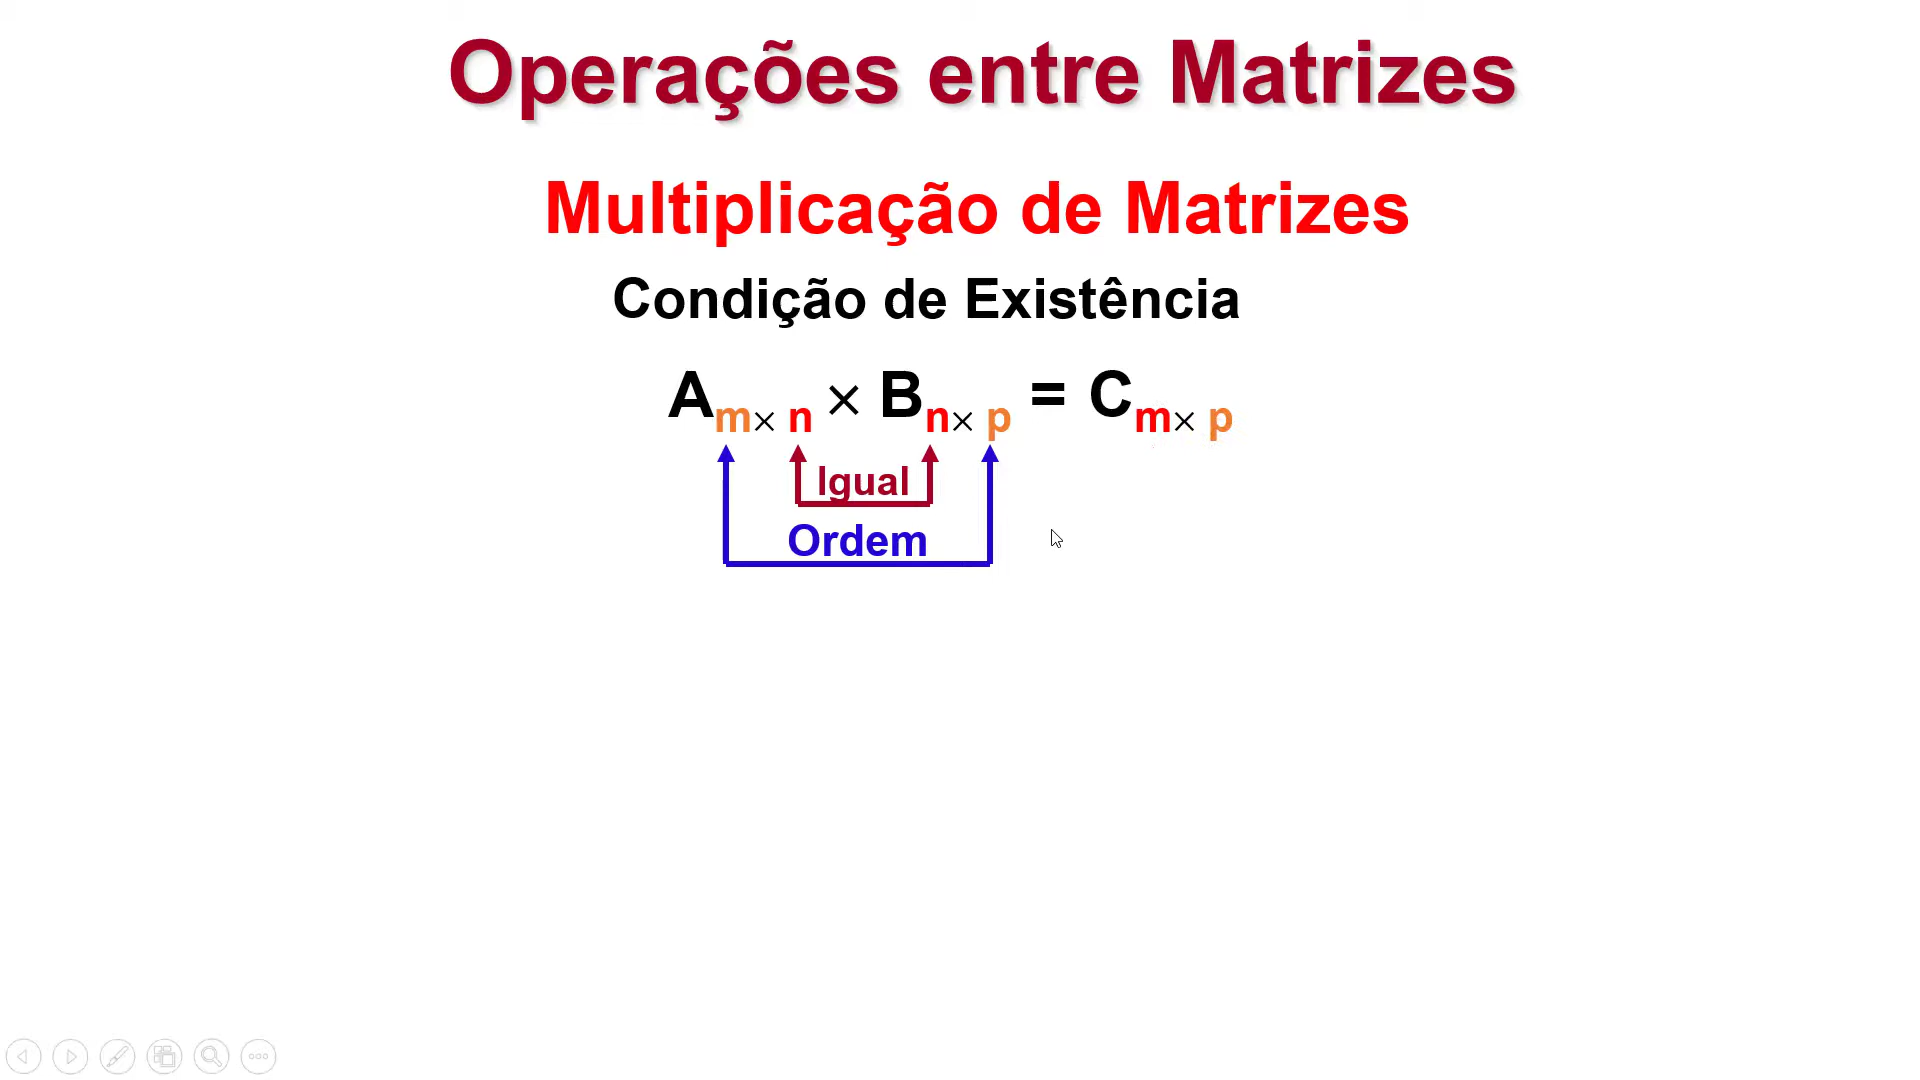 Operações entre Matrizes
Multiplicação de Matrizes
Condição de Existência
Am× n × Bn× p = Cm× p
Igual
Ordem